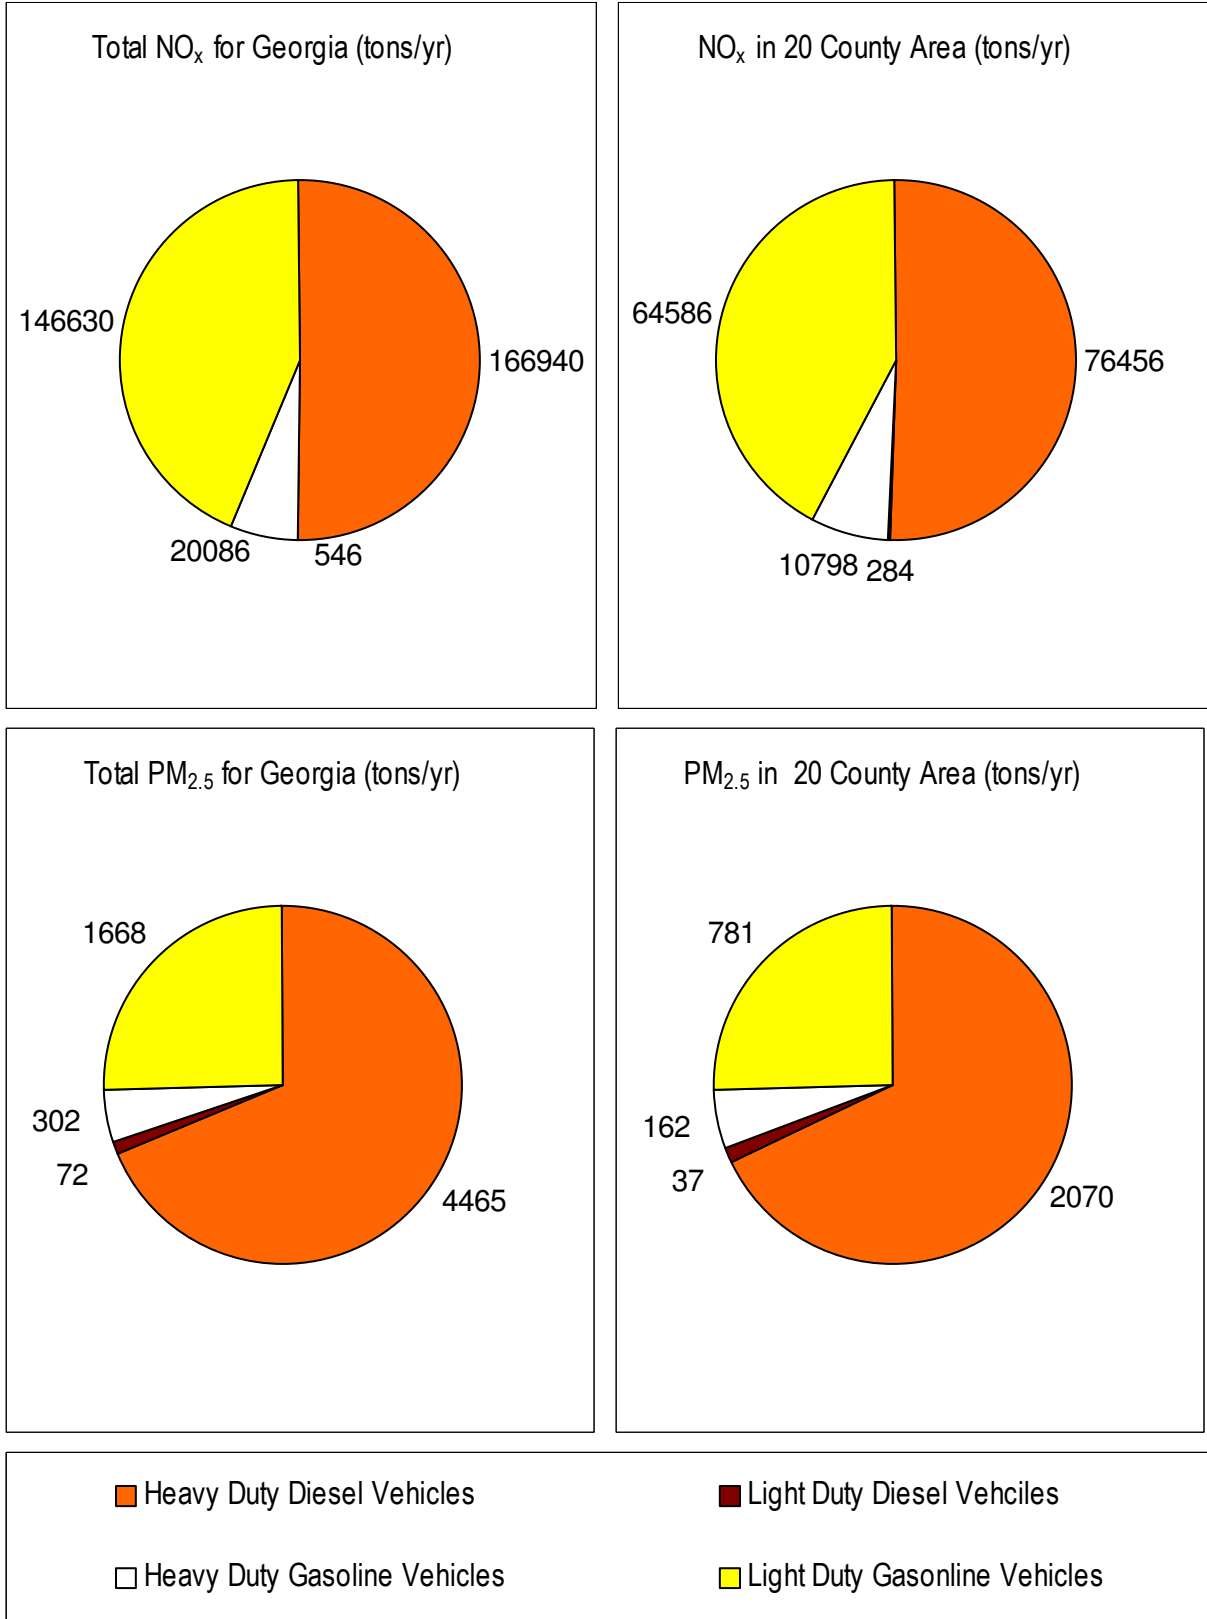 Total NOx for Georgia (tons/yr)
146630
166940
20086
546
NOx in 20 County Area (tons/yr)
64586
76456
10798
284
Total PM2.5 for Georgia (tons/yr)
1668
302
72
4465
PM2.5 in 20 County Area (tons/yr)
781
162
37
2070
Heavy Duty Diesel Vehicles
Light Duty Diesel Vehciles
Heavy Duty Gasoline Vehicles
Light Duty Gasonline Vehicles